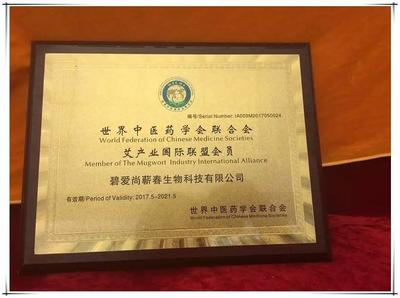 编号/Serial Number: IA009M2017050024
世界中医药学会联合会
World Federation of Chinese Medicine Societies
艾产业国际联盟会员
Member of The Mugwort Industry International Alliance
碧爱尚蕲春生物科技有限公司
有效期/Period of Validity: 2017.5-2021.5
世界中医药学会联合会
World Federation of Chinese Medicine Societies